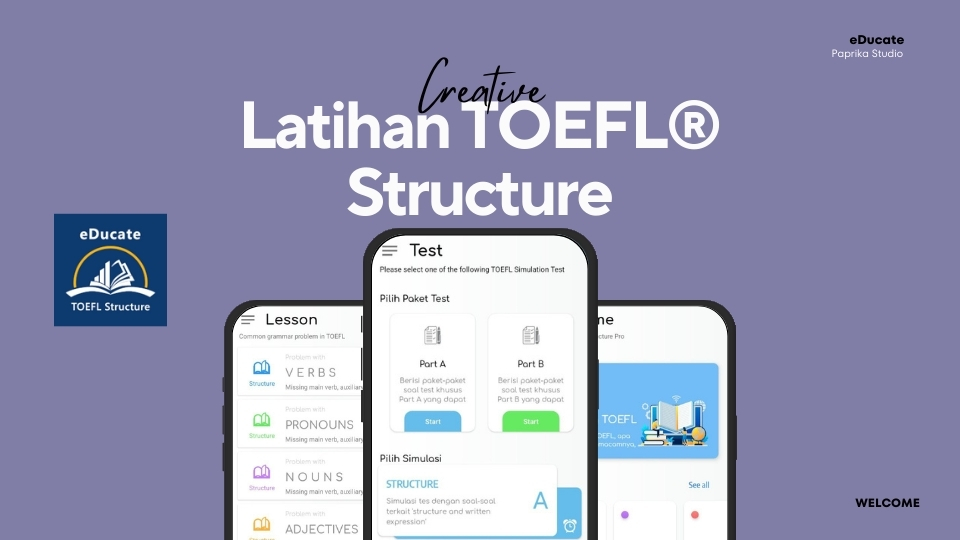 eDucate
Paprika Studio
Creative
Latihan TOEFL®
Structure
eDucate
TOEFL Structure
Lesson
Common grammar problem in TOEFL
Structure
Problem with
VERBS
Missing main verb, auxiliary
Structure
Problem with
PRONOUNS
Missing main verb, auxiliary
Structure
Problem with
NOUNS
Missing main verb, auxiliary
Structure
Problem with
ADJECTIVES
Test
Please select one of the following TOEFL Simulation Test
Pilih Paket Test
Part A
Berisi paket-paket
soal test khusus
Part A yang dapat
Start
Part B
Berisi paket-paket
soal test khusus
Part B yang dapat
Start
Pilih Simulasi
STRUCTURE
Simulasi tes dengan soal-soal
terkait 'structure and written
expression'
A
me
cture Pro
TOEFL
OEFL, apa
macamnya,
See all
WELCOME